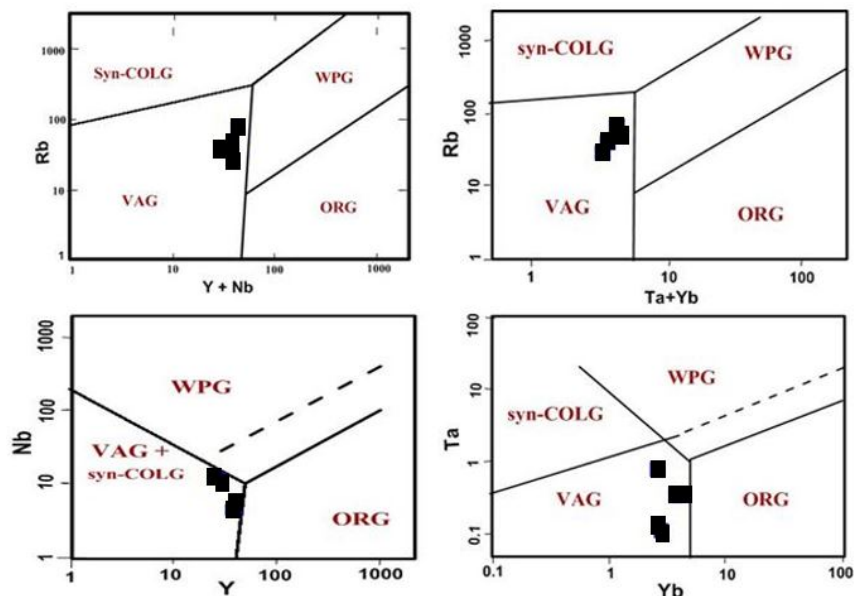 1000
100
10
1
Rb
Syn-COLG
WPG
VAG
ORG
1
10
100
1000
Y + Nb
1000
100
10
1
Rb
syn-COLG
WPG
VAG
ORG
1
10
100
Ta+Yb
1000
100
10
1
Nb
WPG
VAG +
syn-COLG
ORG
1
10
100
1000
Y
100
10
1
0.1
Ta
WPG
syn-COLG
VAG
ORG
0.1
1
10
100
Yb